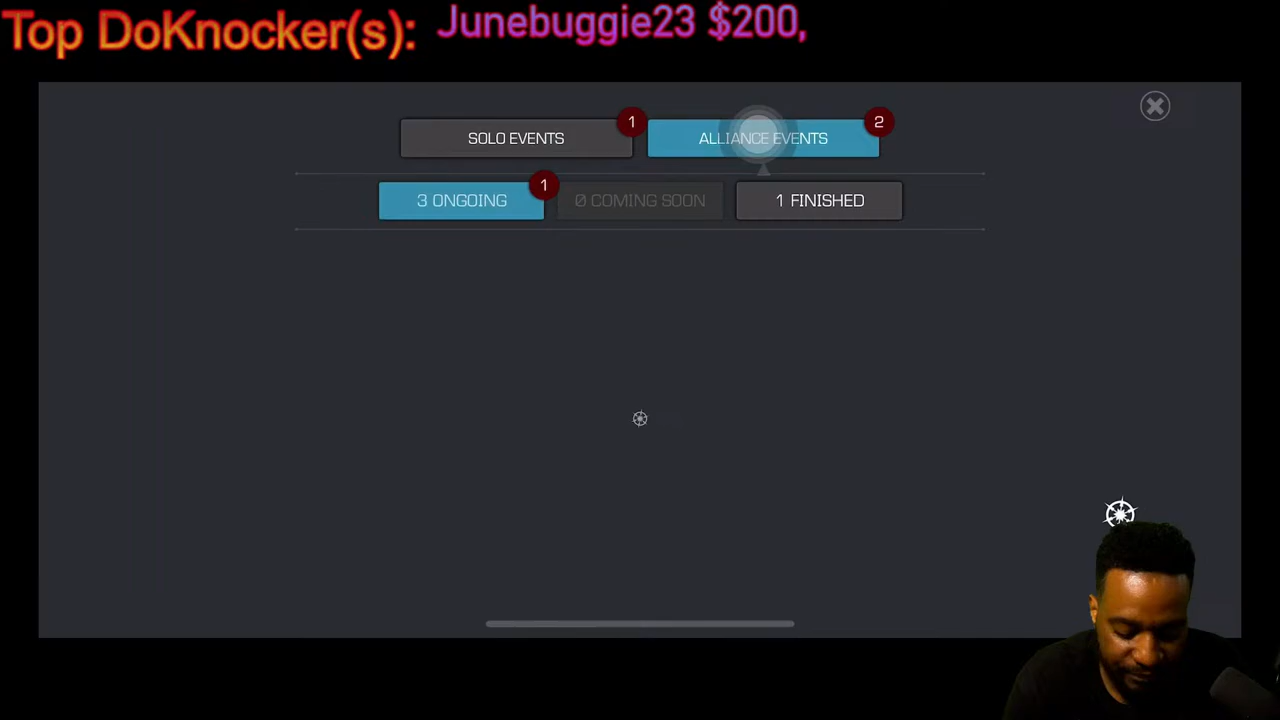 Top DoKnocker(s): Junebuggie23 $200,
SOLO EVENTS 1 ALLIANCE EVENTS 2
3 ONGOING 1 0 COMING SOON 1 FINISHED